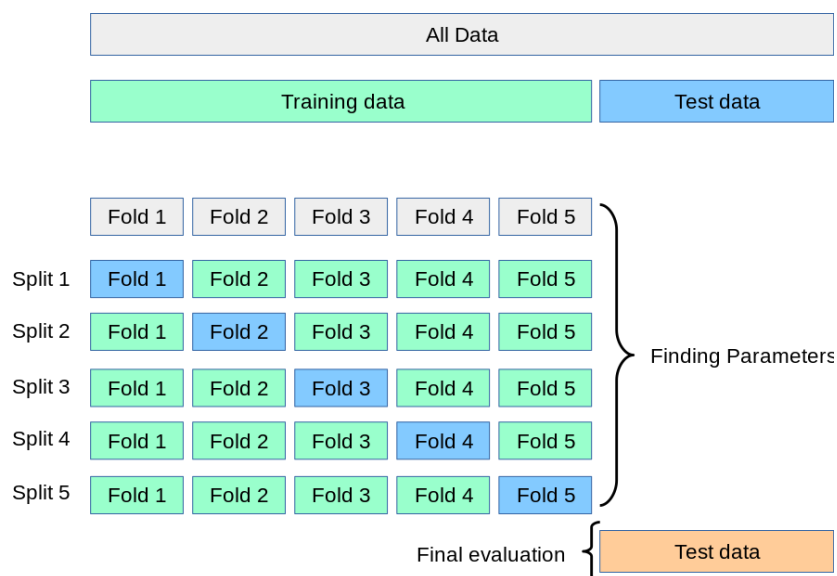 All Data
Training data Test data
Fold 1 Fold 2 Fold 3 Fold 4 Fold 5
Split 1 Fold 1 Fold 2 Fold 3 Fold 4 Fold 5
Split 2 Fold 1 Fold 2 Fold 3 Fold 4 Fold 5
Finding Parameters
Split 3 Fold 1 Fold 2 Fold 3 Fold 4 Fold 5
Split 4 Fold 1 Fold 2 Fold 3 Fold 4 Fold 5
Split 5 Fold 1 Fold 2 Fold 3 Fold 4 Fold 5
Final evaluation Test data